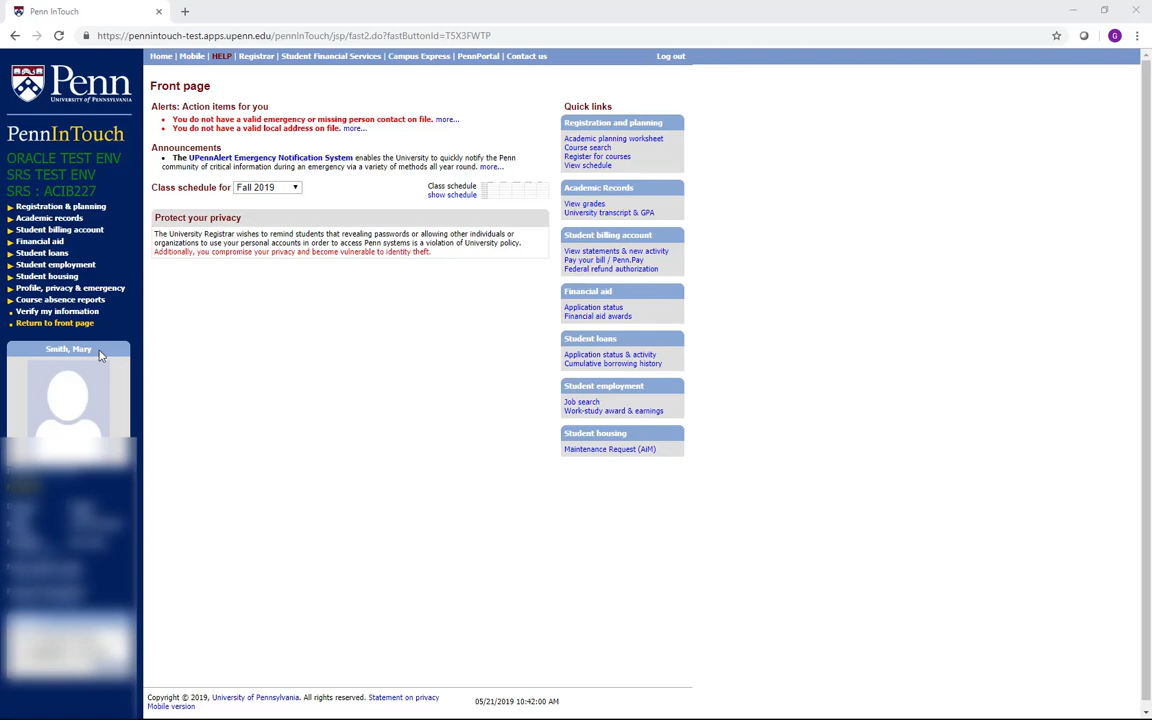 Penn InTouch
https://pennintouch-test.apps.upenn.edu/pennInTouch/jsp/fast2.do?fastButtonId=T5X3FWTP
G
Penn
UNIVERSITY OF PENNSYLVANIA
PennInTouch
ORACLE TEST ENV
SRS TEST ENV
SRS : ACIB227
Registration & planning
Academic records
Student billing account
Financial aid
Student loans
Student employment
Student housing
Profile, privacy & emergency
Course absence reports
Verify my information
Return to front page
Smith, Mary
Home | Mobile | HELP | Registrar | Student Financial Services | Campus Express | PennPortal | Contact us
Log out
Front page
Alerts: Action items for you
You do not have a valid emergency or missing person contact on file. more...
You do not have a valid local address on file. more...
Announcements
The UPennAlert Emergency Notification System enables the University to quickly notify the Penn
community of critical information during an emergency via a variety of methods all year round. more...
Class schedule for Fall 2019
Class schedule
show schedule
Protect your privacy
The University Registrar wishes to remind students that revealing passwords or allowing other individuals or
organizations to use your personal accounts in order to access Penn systems is a violation of University policy.
Additionally, you compromise your privacy and become vulnerable to identity theft.
Quick links
Registration and planning
Academic planning worksheet
Course search
Register for courses
View schedule
Academic Records
View grades
University transcript & GPA
Student billing account
View statements & new activity
Pay your bill / Penn.Pay
Federal refund authorization
Financial aid
Application status
Financial aid awards
Student loans
Application status & activity
Cumulative borrowing history
Student employment
Job search
Work-study award & earnings
Student housing
Maintenance Request (AiM)
Copyright © 2019, University of Pennsylvania. All rights reserved. Statement on privacy
Mobile version
05/21/2019 10:42:00 AM